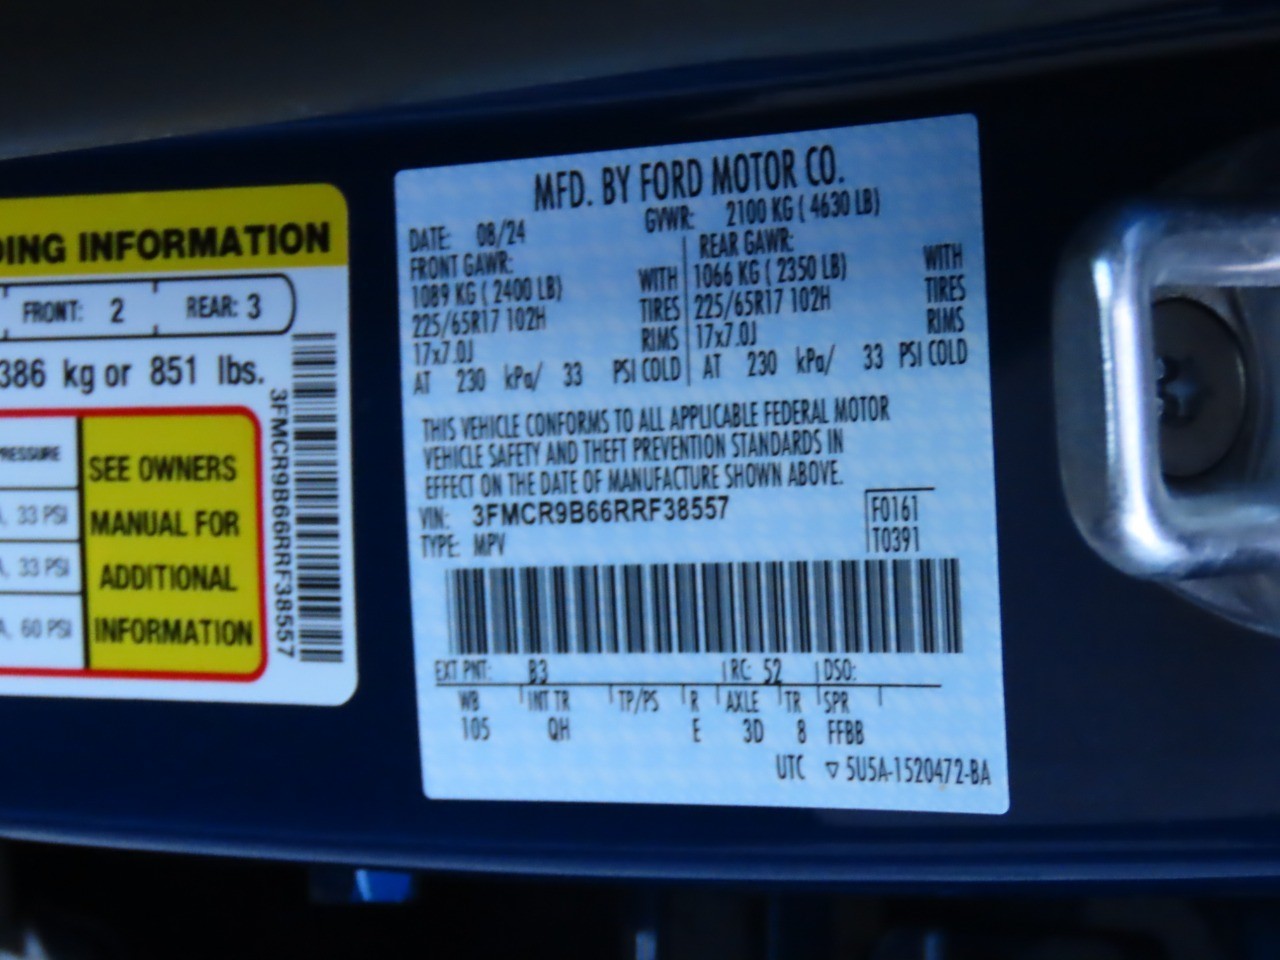 DING INFORMATION
FRONT: 2 REAR: 3
386 kg or 851 lbs.
33 PSI
33 PSI
60 PSI
SEE OWNERS
MANUAL FOR
ADDITIONAL
INFORMATION
3FMCR9B66RRF38557
MFD. BY FORD MOTOR CO.
DATE: 08/24 GVWR: 2100 KG ( 4630 LB)
FRONT GAWR: REAR GAWR:
1089 KG ( 2400 LB) WITH 1066 KG ( 2350 LB) WITH
225/65R17 102H TIRES 225/65R17 102H TIRES
17x7.0J RIMS 17x7.0J RIMS
AT 230 kPa/ 33 PSI COLD AT 230 kPa/ 33 PSI COLD
THIS VEHICLE CONFORMS TO ALL APPLICABLE FEDERAL MOTOR
VEHICLE SAFETY AND THEFT PREVENTION STANDARDS IN
EFFECT ON THE DATE OF MANUFACTURE SHOWN ABOVE.
VIN: 3FMCR9B66RRF38557 F0161
TYPE: MPV T0391
EXT PNT: B3 RC: 52 DSO:
WB INT TR TP/PS R AXLE TR SPR
105 QH E 3D 8 FFBB
UTC ▽ 5U5A-1520472-BA